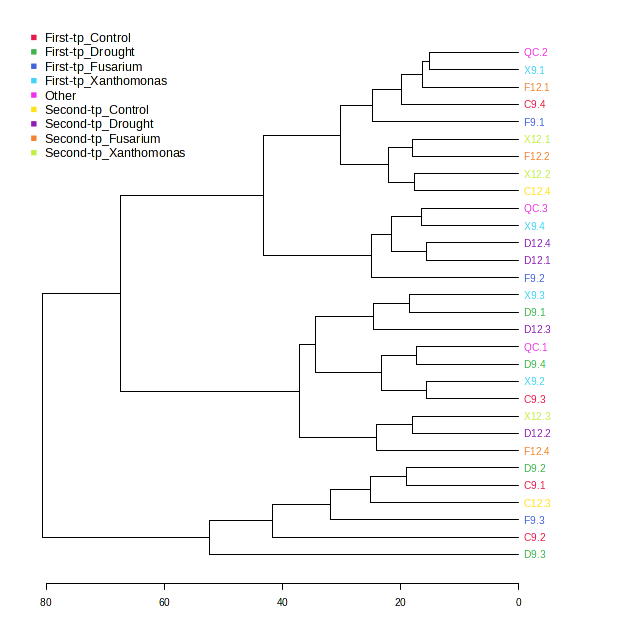 First-tp_Control
First-tp_Drought
First-tp_Fusarium
First-tp_Xanthomonas
Other
Second-tp_Control
Second-tp_Drought
Second-tp_Fusarium
Second-tp_Xanthomonas
QC.2
X9.1
F12.1
C9.4
F9.1
X12.1
F12.2
X12.2
C12.4
QC.3
X9.4
D12.4
D12.1
F9.2
X9.3
D9.1
D12.3
QC.1
D9.4
X9.2
C9.3
X12.3
D12.2
F12.4
D9.2
C9.1
C12.3
F9.3
C9.2
D9.3
80 60 40 20 0